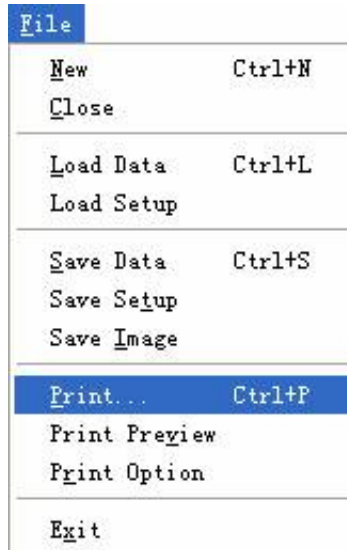 File
New Ctrl+N
Close
Load Data Ctrl+L
Load Setup
Save Data Ctrl+S
Save Setup
Save Image
Print... Ctrl+P
Print Preview
Print Option
Exit